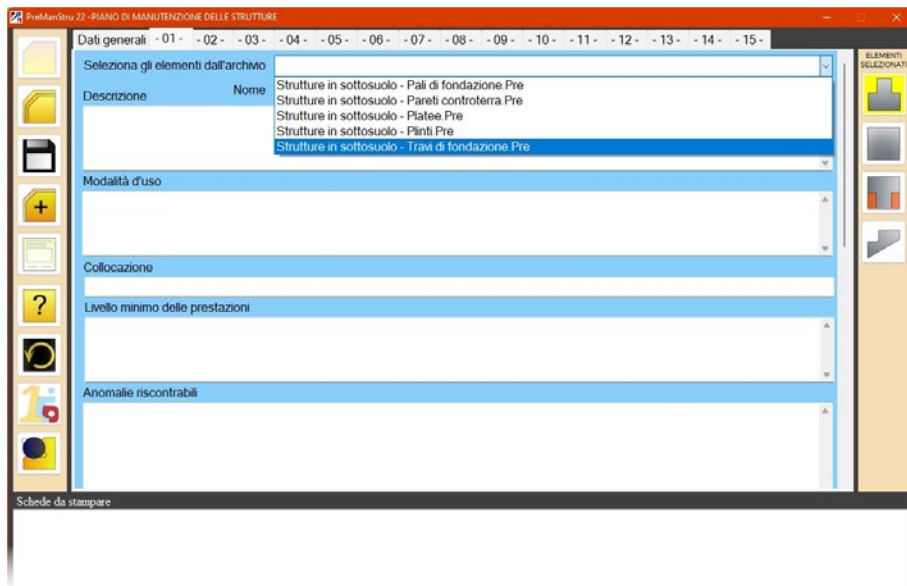 PreManStru 22 -PIANO DI MANUTENZIONE DELLE STRUTTURE
Dati generali - 01 - - 02 - - 03 - - 04 - - 05 - - 06 - - 07 - - 08 - - 09 - - 10 - - 11 - - 12 - - 13 - - 14 - - 15 -
Seleziona gli elementi dall'archivio
Nome
Strutture in sottosuolo - Pali di fondazione.Pre
Strutture in sottosuolo - Pareti controterra.Pre
Strutture in sottosuolo - Platee.Pre
Strutture in sottosuolo - Plinti.Pre
Strutture in sottosuolo - Travi di fondazione.Pre
Descrizione
Modalità d'uso
Collocazione
Livello minimo delle prestazioni
Anomalie riscontrabili
ELEMENTI
SELEZIONATI
?
Schede da stampare